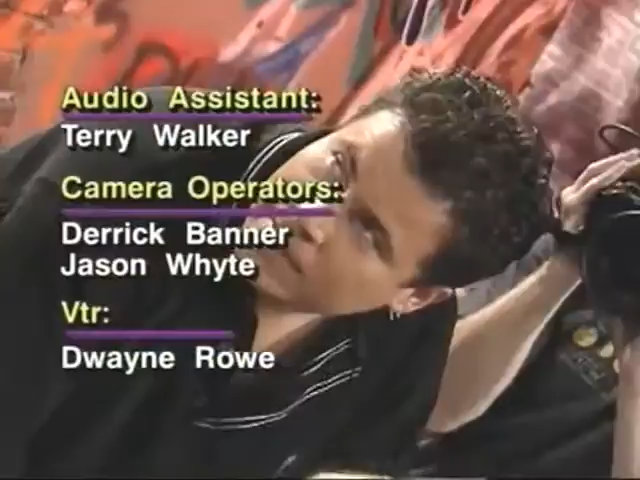 Audio Assistant:
Terry Walker
Camera Operators:
Derrick Banner
Jason Whyte
Vtr:
Dwayne Rowe